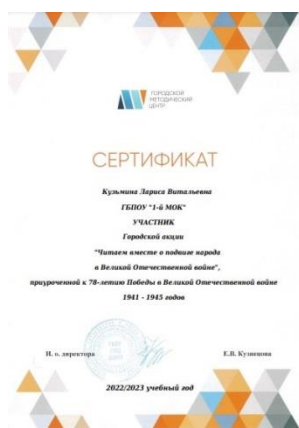 ГОРОДСКОЙ
МЕТОДИЧЕСКИЙ
ЦЕНТР
СЕРТИФИКАТ
Кузьмина Лариса Витальевна
ГБПОУ "1-й МОК"
УЧАСТНИК
Городской акции
"Читаем вместе о подвиге народа
в Великой Отечественной войне",
приуроченной к 78-летию Победы в Великой Отечественной войне
1941 - 1945 годов
И. о. директора
Е.В. Кузнецова
2022/2023 учебный год